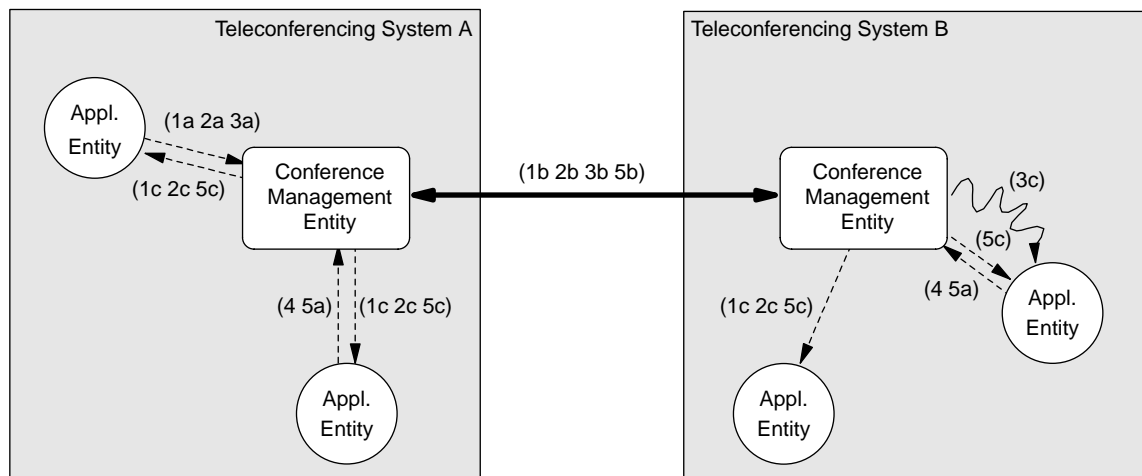 Teleconferencing System A
Appl.
Entity
(1a 2a 3a)
(1c 2c 5c)
Conference
Management
Entity
(4 5a)
(1c 2c 5c)
Appl.
Entity
(1b 2b 3b 5b)
Teleconferencing System B
Conference
Management
Entity
(3c)
(5c)
(4 5a)
Appl.
Entity
(1c 2c 5c)
Appl.
Entity